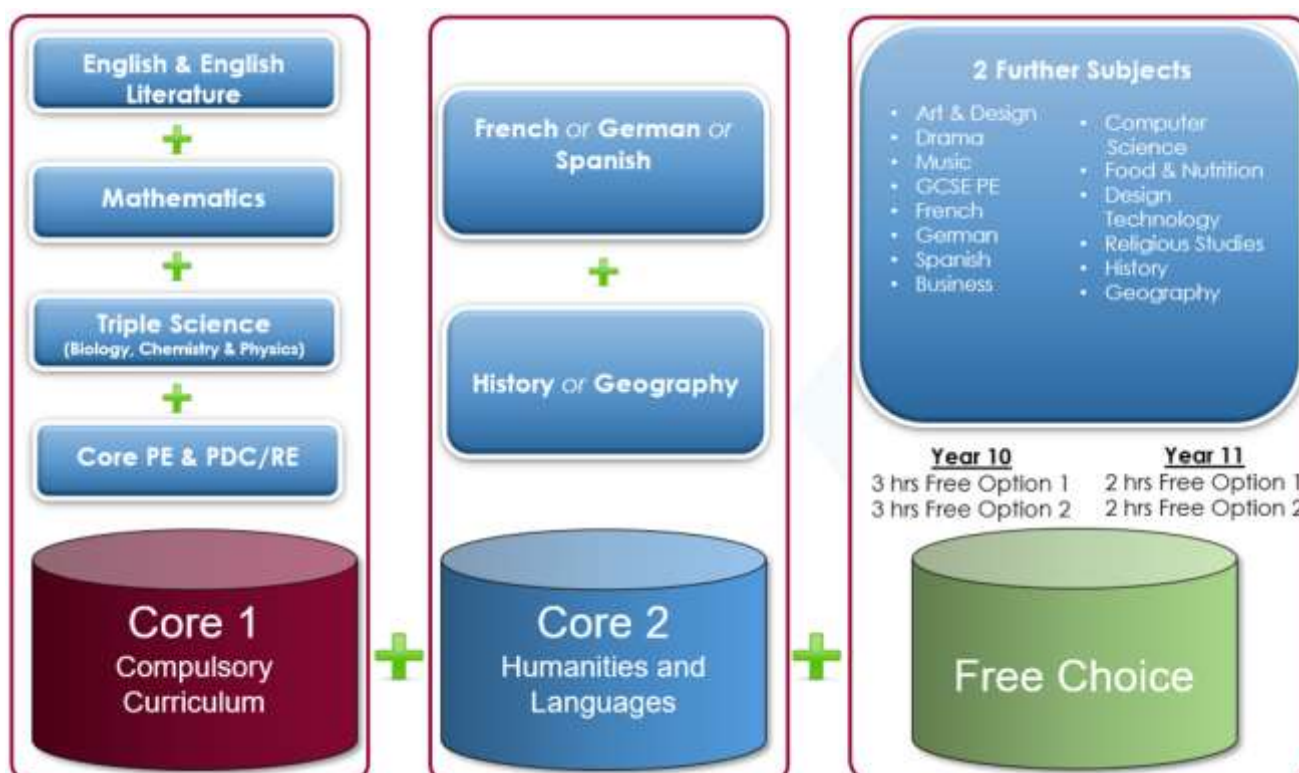 English & English
Literature
Mathematics
Triple Science
(Biology, Chemistry & Physics)
Core PE & PDC/RE
Core 1
Compulsory
Curriculum
French or German or
Spanish
History or Geography
Core 2
Humanities and
Languages
2 Further Subjects
• Art & Design
• Drama
• Music
• GCSE PE
• French
• German
• Spanish
• Business
• Computer
Science
• Food & Nutrition
• Design
Technology
• Religious Studies
• History
• Geography
Year 10
3 hrs Free Option 1
3 hrs Free Option 2
Year 11
2 hrs Free Option 1
2 hrs Free Option 2
Free Choice